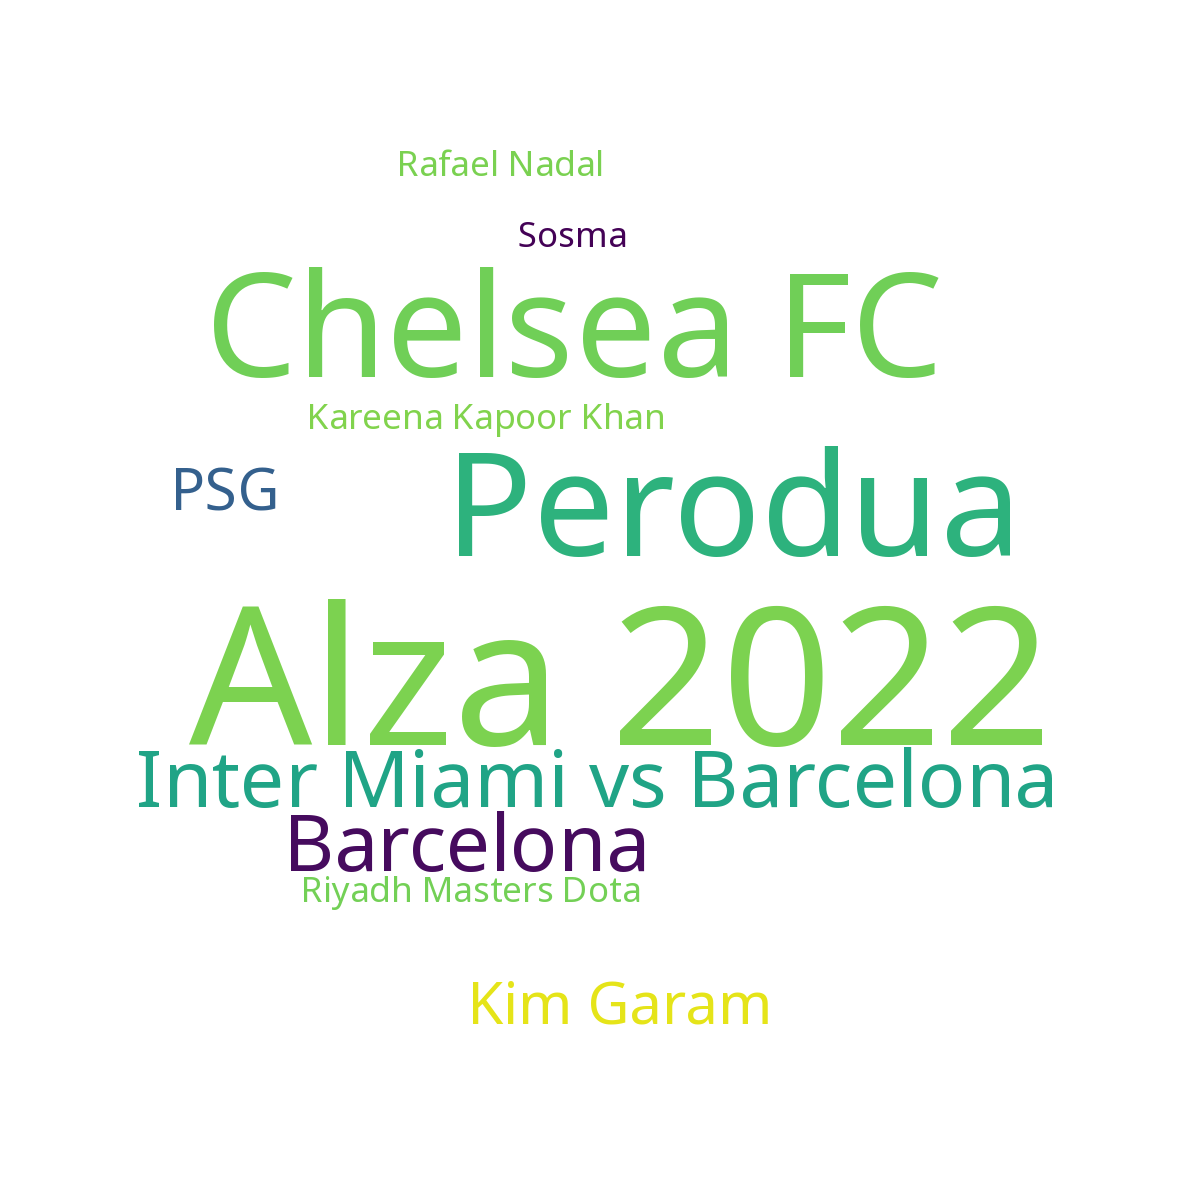 Rafael Nadal
Sosma
Chelsea FC
Kareena Kapoor Khan
PSG
Perodua
Alza 2022
Inter Miami vs Barcelona
Barcelona
Riyadh Masters Dota
Kim Garam